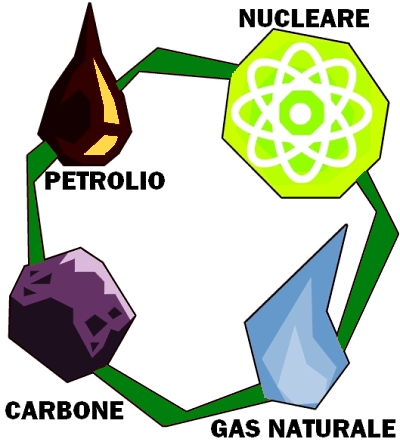 NUCLEARE
PETROLIO
CARBONE
GAS NATURALE